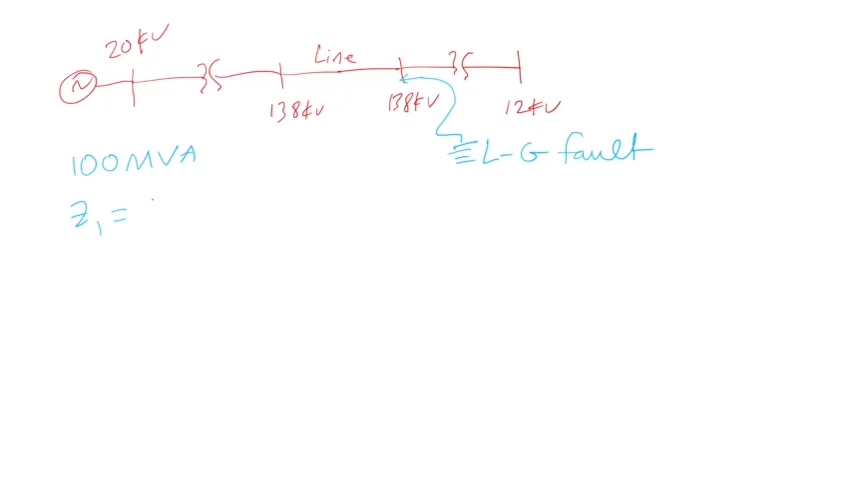 20kV
Line
138kV
138kV
12kV
100MVA
L-G fault
Z₁ =